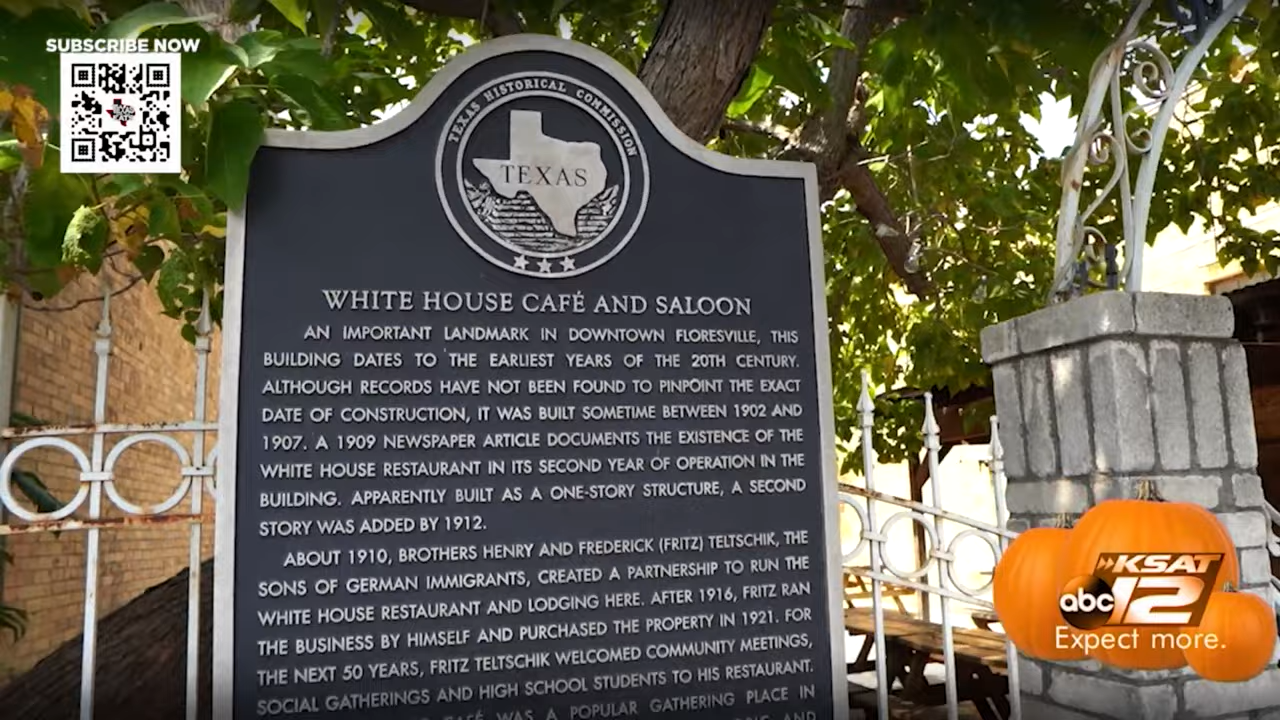 SUBSCRIBE NOW
TEXAS HISTORICAL COMMISSION
TEXAS
WHITE HOUSE CAFÉ AND SALOON
AN IMPORTANT LANDMARK IN DOWNTOWN FLORESVILLE, THIS
BUILDING DATES TO THE EARLIEST YEARS OF THE 20TH CENTURY.
ALTHOUGH RECORDS HAVE NOT BEEN FOUND TO PINPOINT THE EXACT
DATE OF CONSTRUCTION, IT WAS BUILT SOMETIME BETWEEN 1902 AND
1907. A 1909 NEWSPAPER ARTICLE DOCUMENTS THE EXISTENCE OF THE
WHITE HOUSE RESTAURANT IN ITS SECOND YEAR OF OPERATION IN THE
BUILDING. APPARENTLY BUILT AS A ONE-STORY STRUCTURE, A SECOND
STORY WAS ADDED BY 1912.
ABOUT 1910, BROTHERS HENRY AND FREDERICK (FRITZ) TELTSCHIK, THE
SONS OF GERMAN IMMIGRANTS, CREATED A PARTNERSHIP TO RUN THE
WHITE HOUSE RESTAURANT AND LODGING HERE. AFTER 1916, FRITZ RAN
THE BUSINESS BY HIMSELF AND PURCHASED THE PROPERTY IN 1921. FOR
THE NEXT 50 YEARS, FRITZ TELTSCHIK WELCOMED COMMUNITY MEETINGS,
SOCIAL GATHERINGS AND HIGH SCHOOL STUDENTS TO HIS RESTAURANT.
CAFÉ WAS A POPULAR GATHERING PLACE IN
AND
KSAT
abc 12
Expect more.